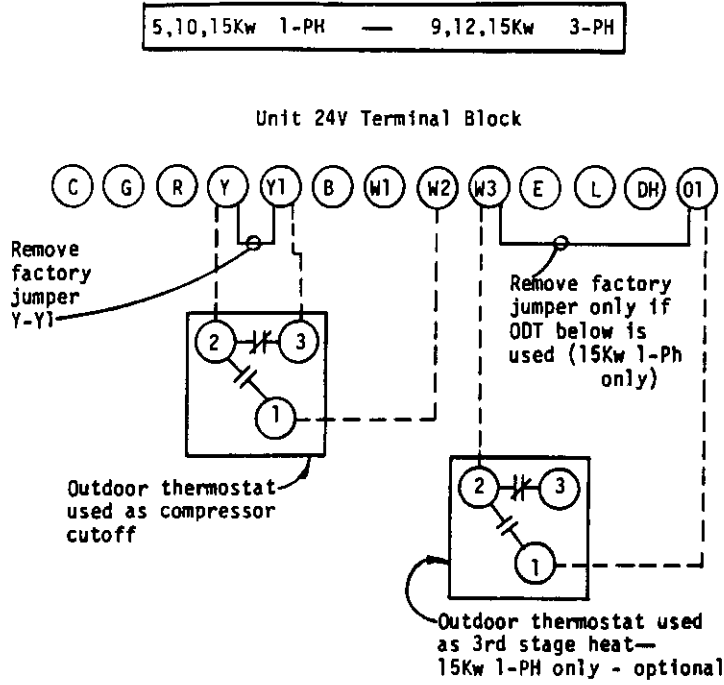 5,10,15Kw 1-PH — 9,12,15Kw 3-PH
Unit 24V Terminal Block
C G R Y Y1 B W1 W2 W3 E L DH 01
Remove
factory
jumper
Y-Y1
Remove factory
jumper only if
ODT below is
used (15Kw 1-Ph
only)
2 3
1
Outdoor thermostat
used as compressor
cutoff
2 3
1
Outdoor thermostat used
as 3rd stage heat—
15Kw 1-PH only - optional